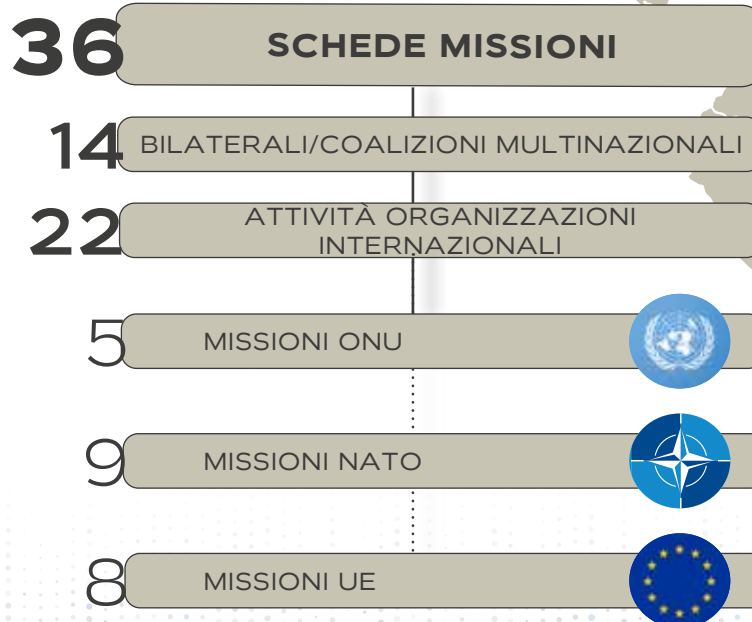 36 SCHEDE MISSIONI
14 BILATERALI/COALIZIONI MULTINAZIONALI
22 ATTIVITÀ ORGANIZZAZIONI
INTERNAZIONALI
5 MISSIONI ONU
9 MISSIONI NATO
8 MISSIONI UE